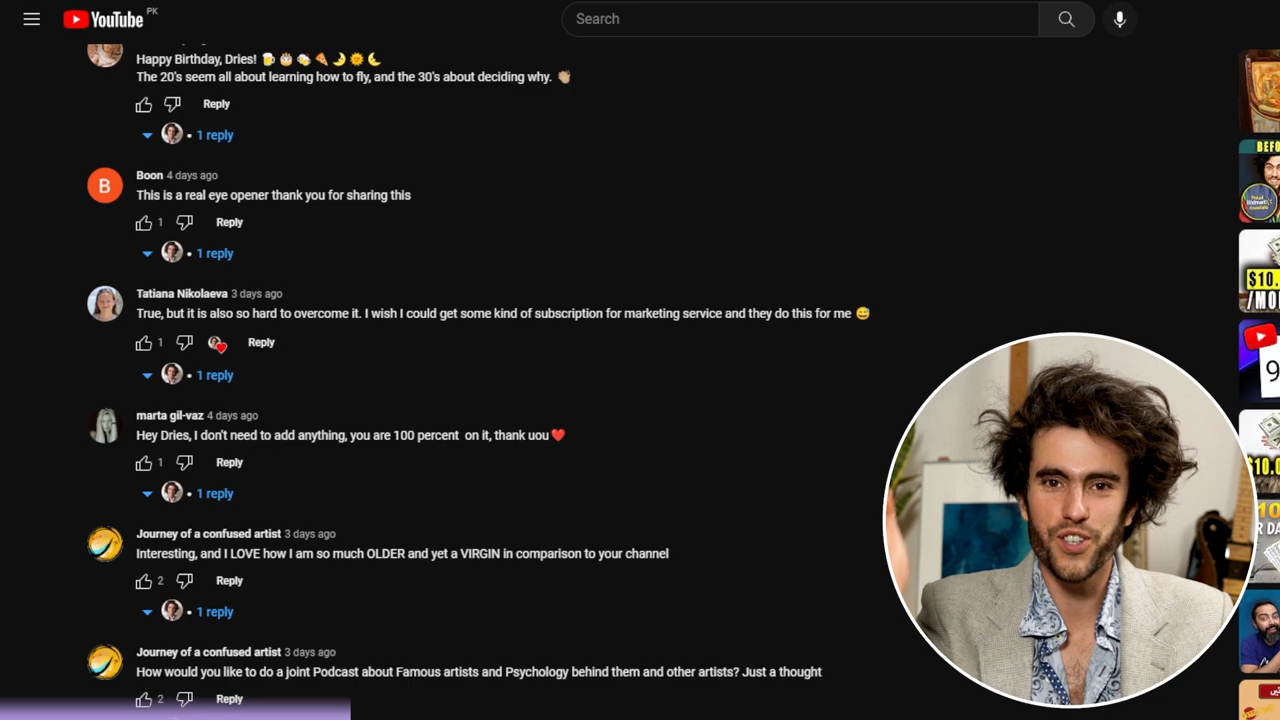 YouTube PK
Search
Happy Birthday, Dries! 🍺🎂🍻🍕🌙🌞🌜
The 20's seem all about learning how to fly, and the 30's about deciding why. 👏🏼
Reply
1 reply
B
Boon 4 days ago
This is a real eye opener thank you for sharing this
1 Reply
1 reply
Tatiana Nikolaeva 3 days ago
True, but it is also so hard to overcome it. I wish I could get some kind of subscription for marketing service and they do this for me 😅
1 Reply
1 reply
marta gil-vaz 4 days ago
Hey Dries, I don't need to add anything, you are 100 percent on it, thank uou❤️
1 Reply
1 reply
Journey of a confused artist 3 days ago
Interesting, and I LOVE how I am so much OLDER and yet a VIRGIN in comparison to your channel
2 Reply
1 reply
Journey of a confused artist 3 days ago
How would you like to do a joint Podcast about Famous artists and Psychology behind them and other artists? Just a thought
2 Reply
BEFO
$10.
/MO
9